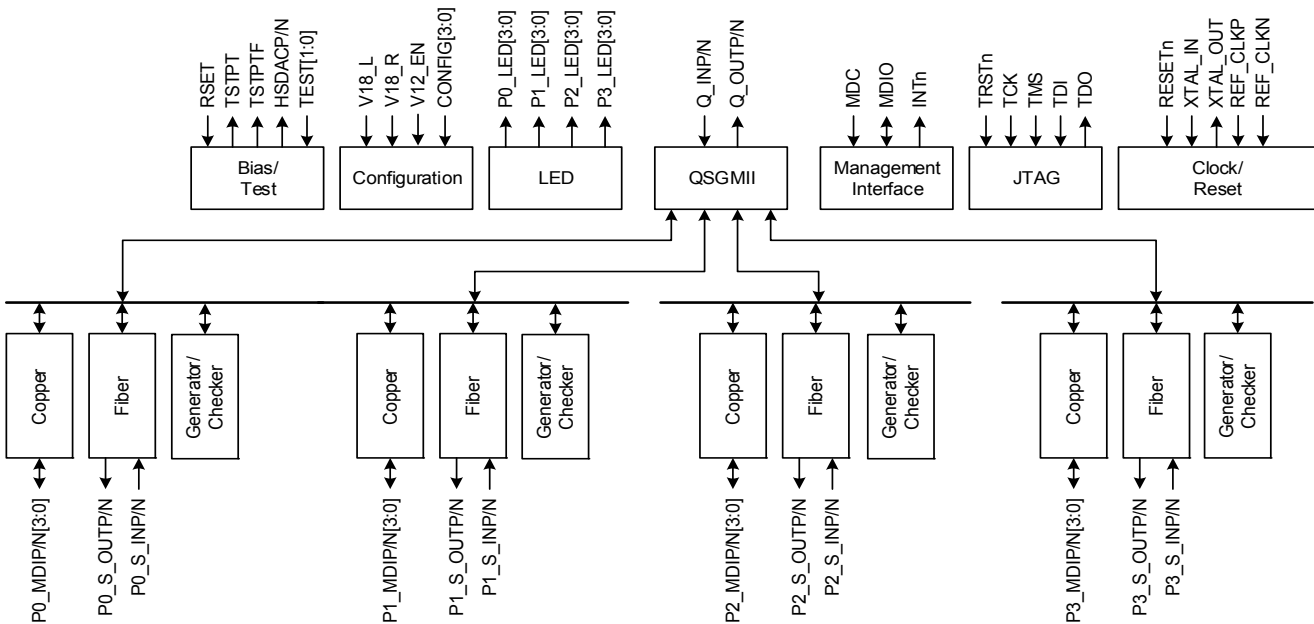 RSET
TSTPT
TSTPTF
HSDACP/N
TEST[1:0]
V18_L
V18_R
V12_EN
CONFIG[3:0]
P0_LED[3:0]
P1_LED[3:0]
P2_LED[3:0]
P3_LED[3:0]
Q_INP/N
Q_OUTP/N
MDC
MDIO
INTn
TRSTn
TCK
TMS
TDI
TDO
RESETn
XTAL_IN
XTAL_OUT
REF_CLKP
REF_CLKN
Bias/
Test
Configuration
LED
QSGMII
Management
Interface
JTAG
Clock/
Reset
Copper
Fiber
Generator/
Checker
Copper
Fiber
Generator/
Checker
Copper
Fiber
Generator/
Checker
Copper
Fiber
Generator/
Checker
P0_MDIP/N[3:0]
P0_S_OUTP/N
P0_S_INP/N
P1_MDIP/N[3:0]
P1_S_OUTP/N
P1_S_INP/N
P2_MDIP/N[3:0]
P2_S_OUTP/N
P2_S_INP/N
P3_MDIP/N[3:0]
P3_S_OUTP/N
P3_S_INP/N